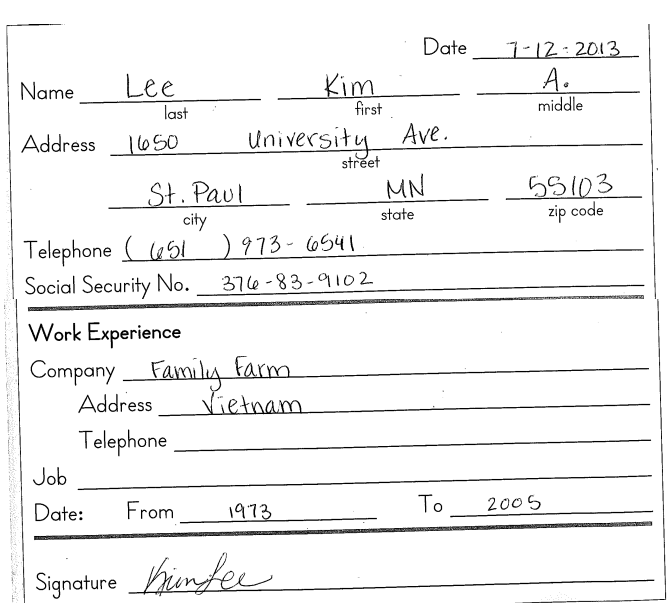 Date 7-12-2013
Name Lee Kim A.
last first middle
Address 1650 University Ave.
street
St. Paul MN 55103
city state zip code
Telephone (651) 973-6541
Social Security No. 376-83-9102
Work Experience
Company Family Farm
Address Vietnam
Telephone
Job
Date: From 1973 To 2005
Signature Kim Lee